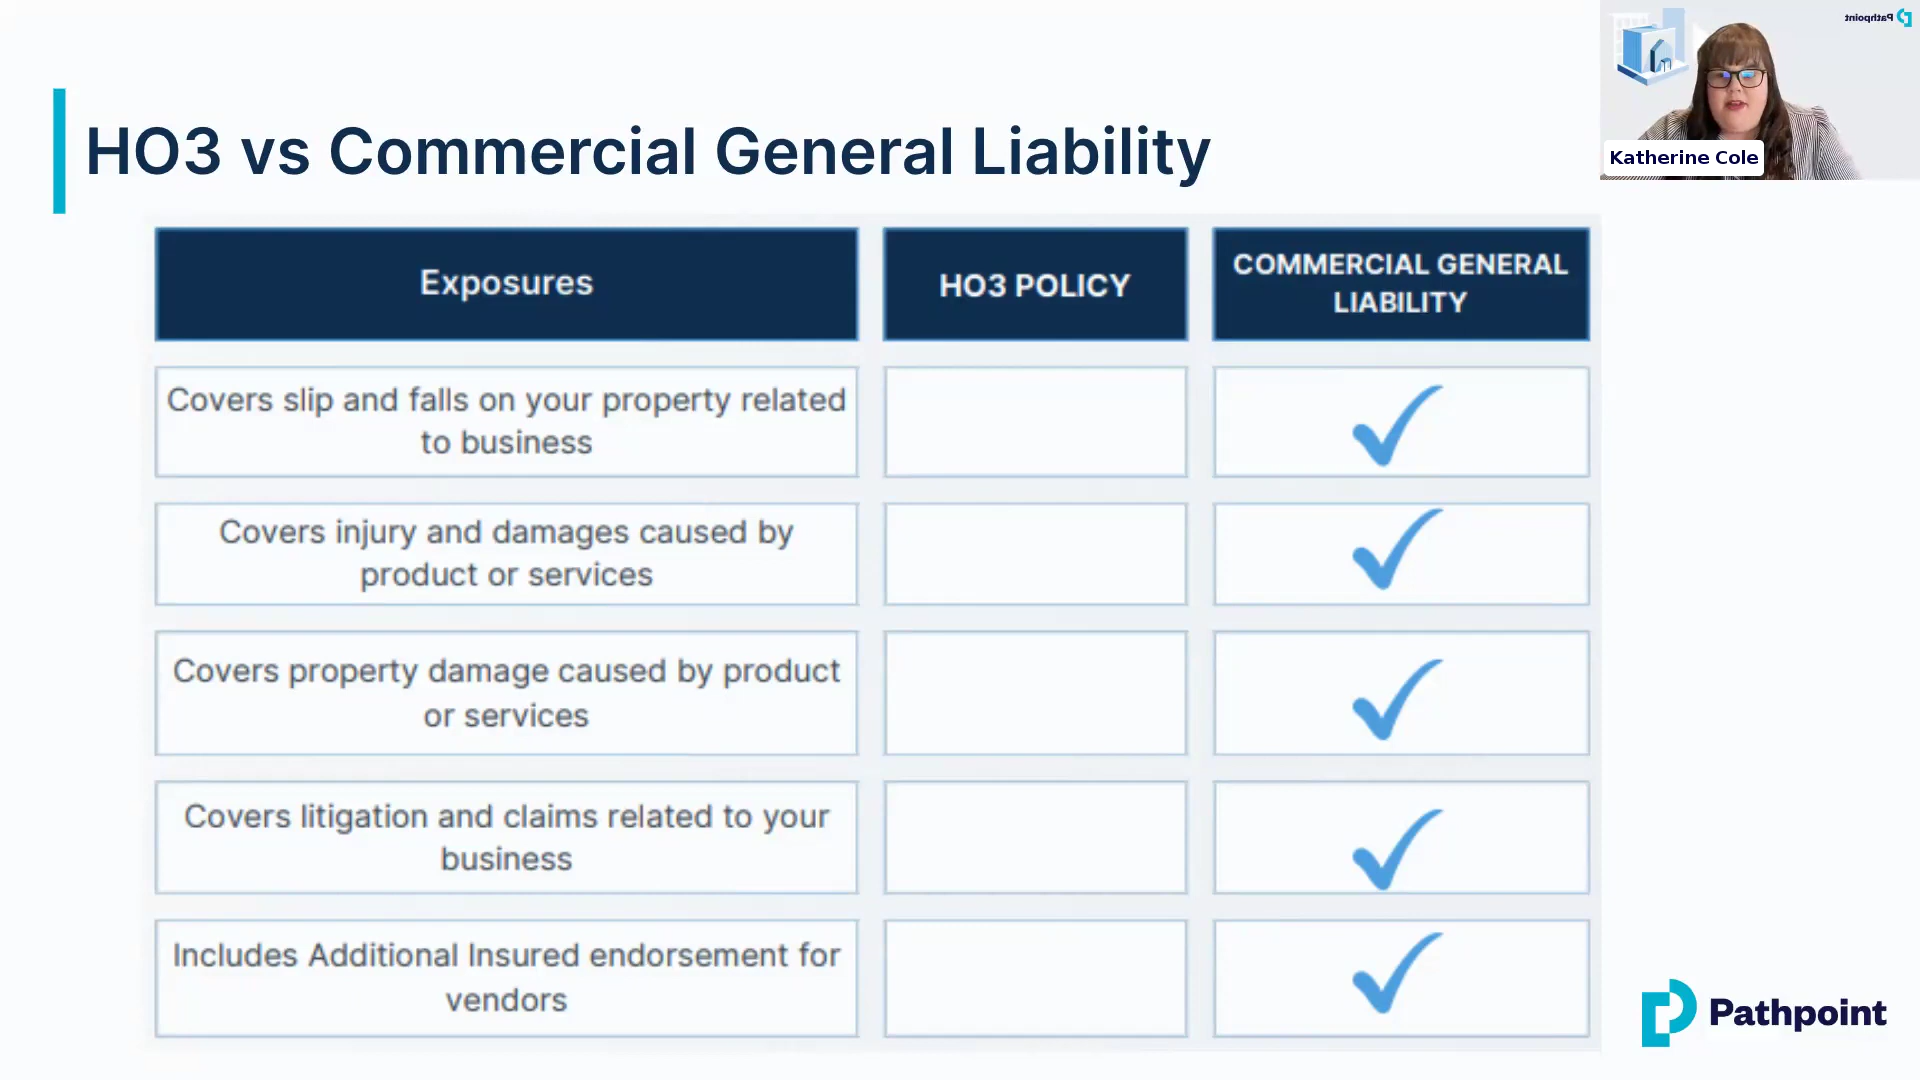 Pathpoint
Katherine Cole
HO3 vs Commercial General Liability
Exposures
HO3 POLICY
COMMERCIAL GENERAL
LIABILITY
Covers slip and falls on your property related
to business
Covers injury and damages caused by
product or services
Covers property damage caused by product
or services
Covers litigation and claims related to your
business
Includes Additional Insured endorsement for
vendors
Pathpoint